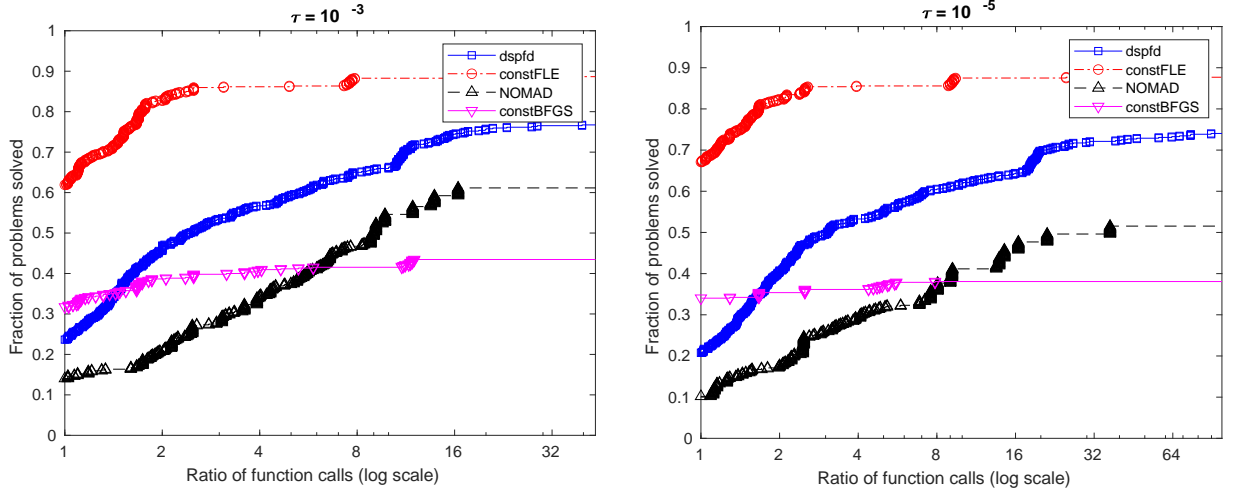 τ = 10 -3
Fraction of problems solved
1
0.9
0.8
0.7
0.6
0.5
0.4
0.3
0.2
0.1
0
dspfd
constFLE
NOMAD
constBFGS
1 2 4 8 16 32
Ratio of function calls (log scale)
τ = 10 -5
Fraction of problems solved
1
0.9
0.8
0.7
0.6
0.5
0.4
0.3
0.2
0.1
0
dspfd
constFLE
NOMAD
constBFGS
1 2 4 8 16 32 64
Ratio of function calls (log scale)